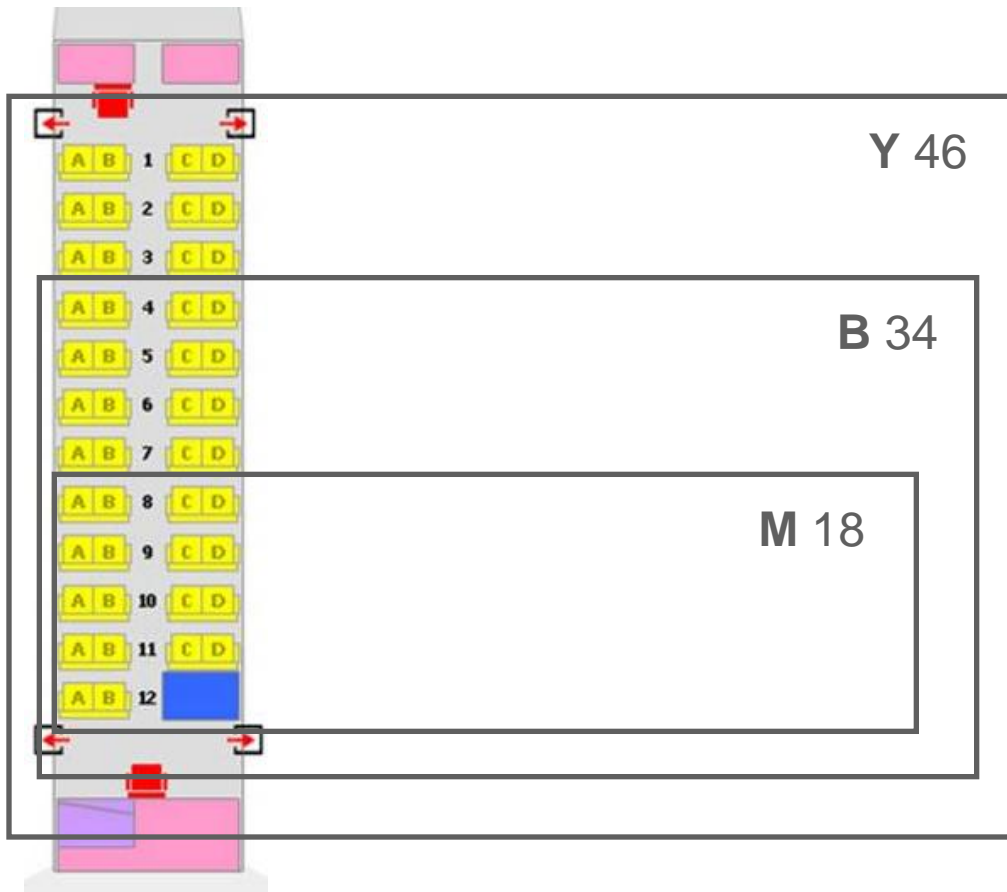 A B 1 C D
Y 46
A B 2 C D
A B 3 C D
A B 4 C D
B 34
A B 5 C D
A B 6 C D
A B 7 C D
A B 8 C D
M 18
A B 9 C D
A B 10 C D
A B 11 C D
A B 12